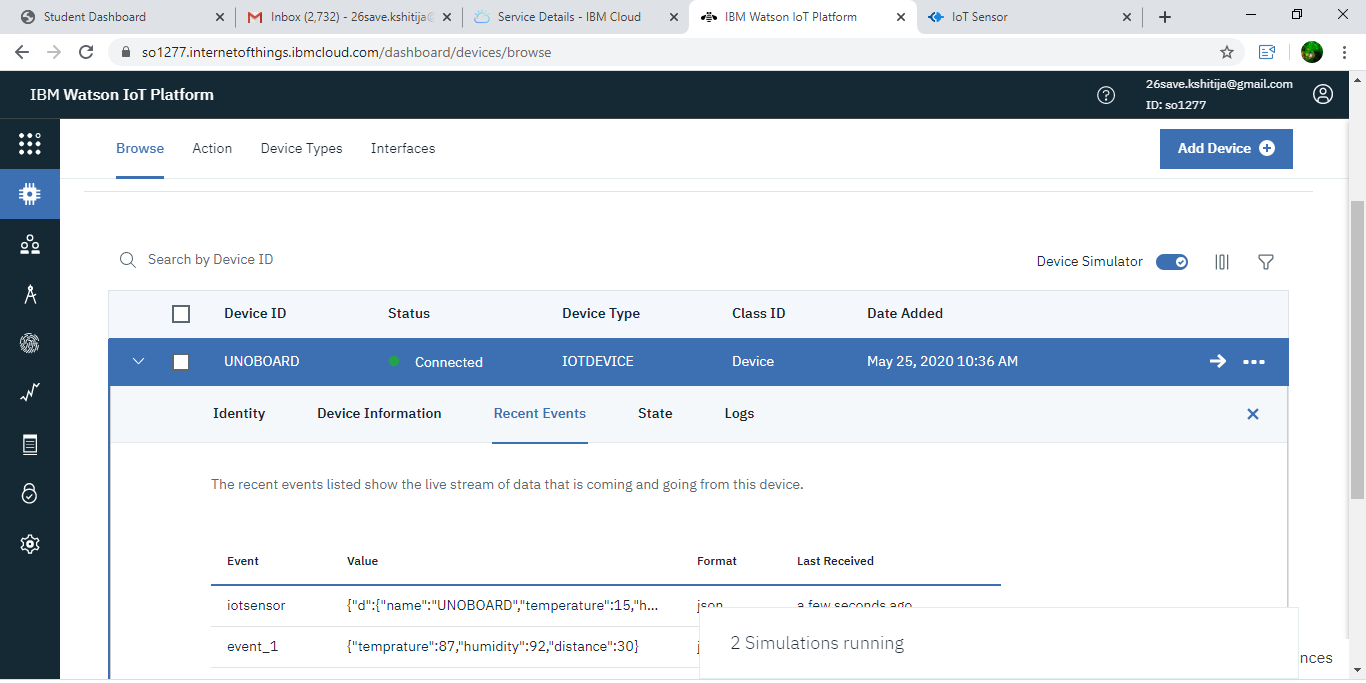 Student Dashboard
Inbox (2,732) - 26save.kshitija@
Service Details - IBM Cloud
IBM Watson IoT Platform
IoT Sensor
so1277.internetofthings.ibmcloud.com/dashboard/devices/browse
IBM Watson IoT Platform
26save.kshitija@gmail.com
ID: so1277
Browse Action Device Types Interfaces
Add Device
Search by Device ID
Device Simulator
Device ID Status Device Type Class ID Date Added
UNOBOARD Connected IOTDEVICE Device May 25, 2020 10:36 AM
Identity Device Information Recent Events State Logs
The recent events listed show the live stream of data that is coming and going from this device.
Event Value Format Last Received
iotsensor {"d":{"name":"UNOBOARD","temperature":15,"h... json a few seconds ago
event_1 {"temprature":87,"humidity":92,"distance":30} j
2 Simulations running
nces